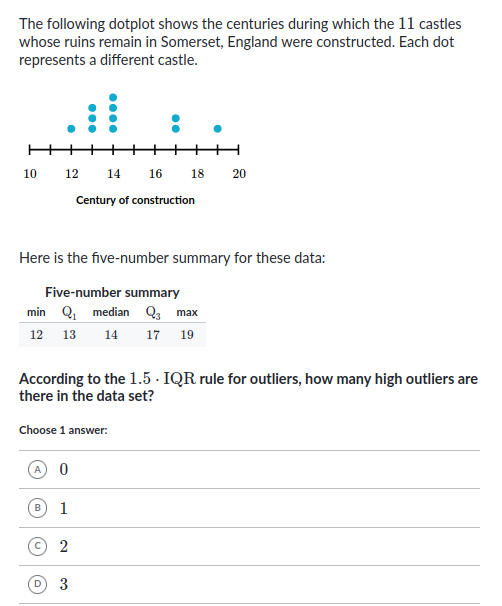 The following dotplot shows the centuries during which the 11 castles
whose ruins remain in Somerset, England were constructed. Each dot
represents a different castle.
10 12 14 16 18 20
Century of construction
Here is the five-number summary for these data:
Five-number summary
min Q₁ median Q₃ max
12 13 14 17 19
According to the 1.5 · IQR rule for outliers, how many high outliers are
there in the data set?
Choose 1 answer:
A 0
B 1
C 2
D 3